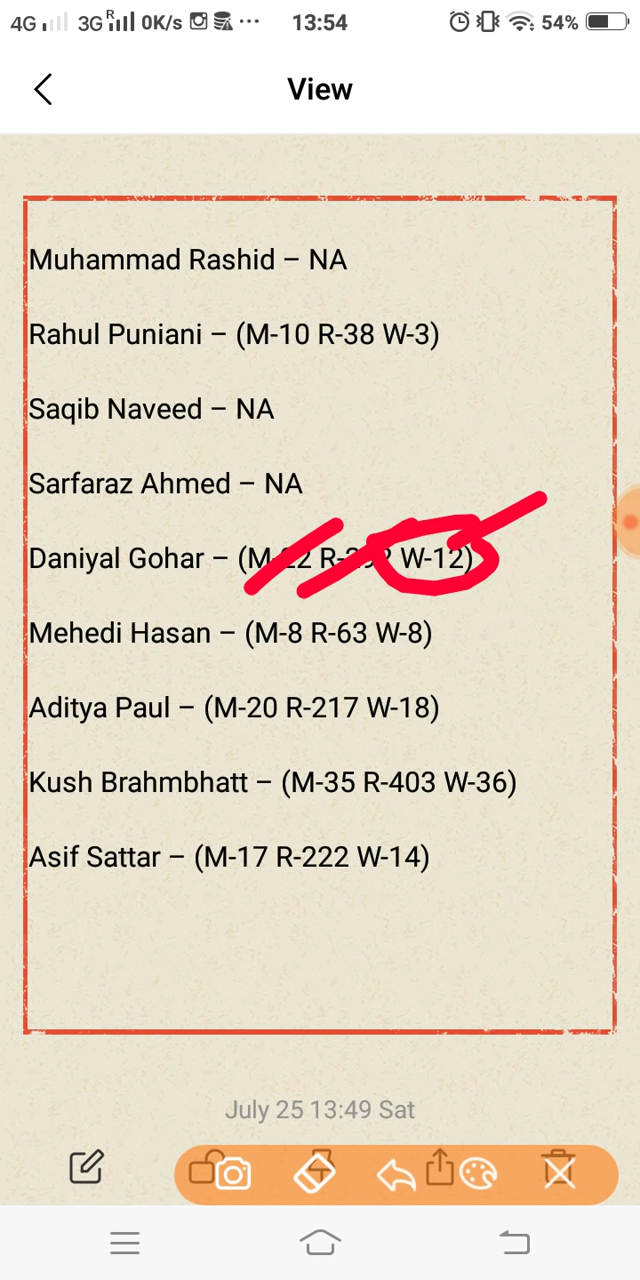 4G 3G R 0K/s ... 13:54 54%
View
Muhammad Rashid – NA
Rahul Puniani – (M-10 R-38 W-3)
Saqib Naveed – NA
Sarfaraz Ahmed – NA
Daniyal Gohar – W-12)
Mehedi Hasan – (M-8 R-63 W-8)
Aditya Paul – (M-20 R-217 W-18)
Kush Brahmbhatt – (M-35 R-403 W-36)
Asif Sattar – (M-17 R-222 W-14)
July 25 13:49 Sat